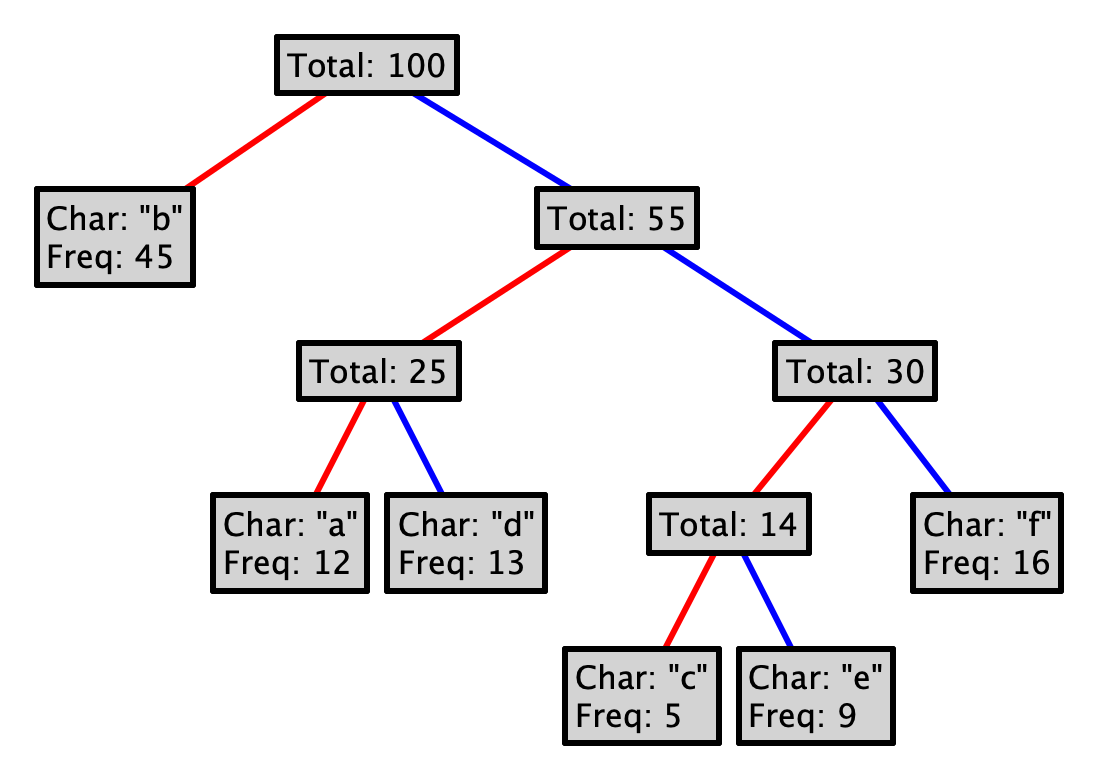 Total: 100
Char: "b"
Freq: 45
Total: 55
Total: 25
Total: 30
Char: "a"
Freq: 12
Char: "d"
Freq: 13
Total: 14
Char: "f"
Freq: 16
Char: "c"
Freq: 5
Char: "e"
Freq: 9